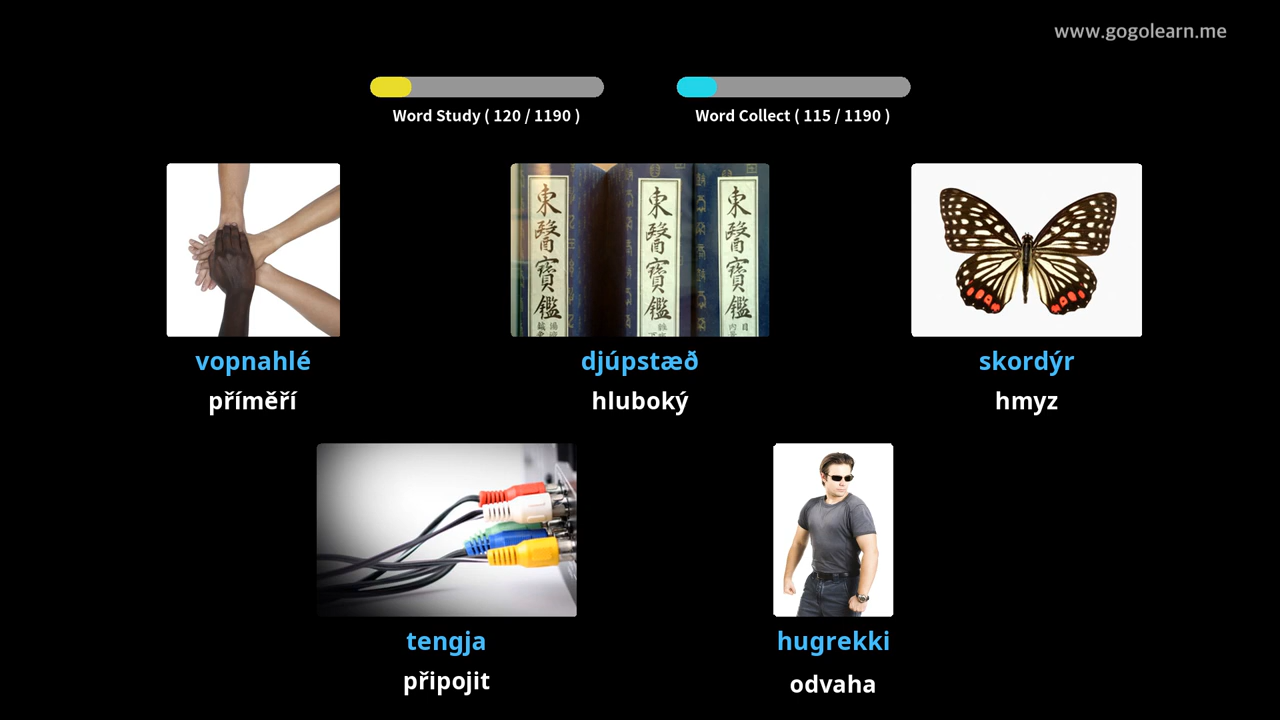 www.gogolearn.me
Word Study ( 120 / 1190 )
Word Collect ( 115 / 1190 )
東醫寶鑑
東醫寶鑑
東醫寶鑑
vopnahlé
djúpstæð
skordýr
příměří
hluboký
hmyz
tengja
hugrekki
připojit
odvaha